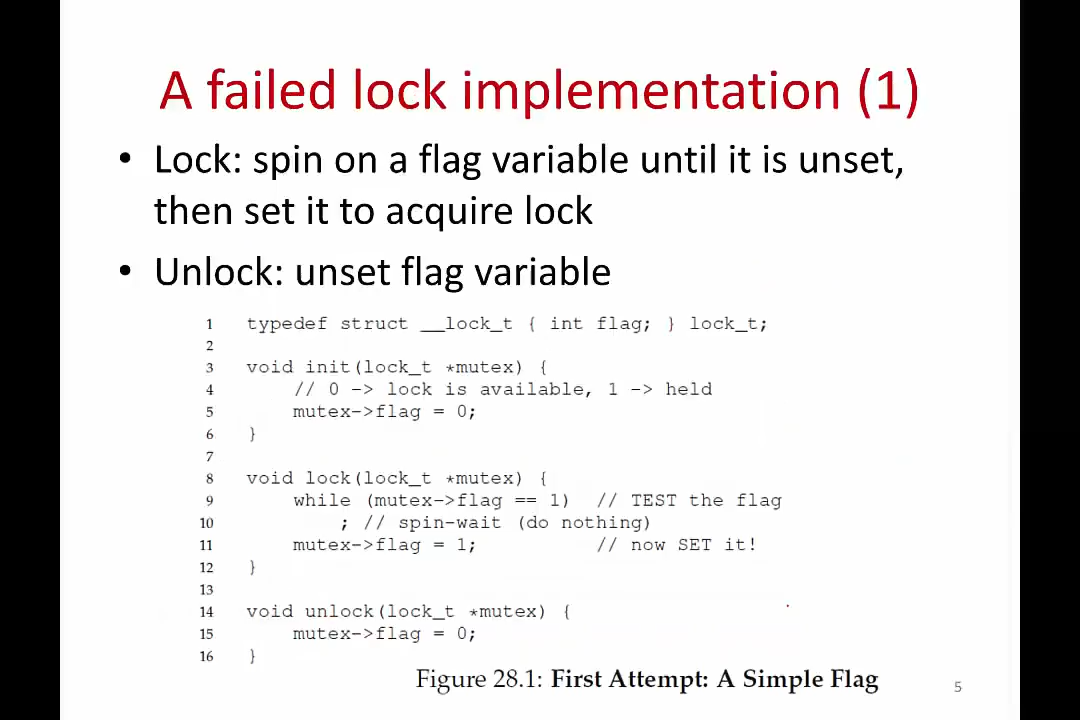 A failed lock implementation (1)
• Lock: spin on a flag variable until it is unset,
then set it to acquire lock
• Unlock: unset flag variable
1 typedef struct __lock_t { int flag; } lock_t;
2
3 void init(lock_t *mutex) {
4 // 0 -> lock is available, 1 -> held
5 mutex->flag = 0;
6 }
7
8 void lock(lock_t *mutex) {
9 while (mutex->flag == 1) // TEST the flag
10 ; // spin-wait (do nothing)
11 mutex->flag = 1; // now SET it!
12 }
13
14 void unlock(lock_t *mutex) {
15 mutex->flag = 0;
16 }
Figure 28.1: First Attempt: A Simple Flag
5